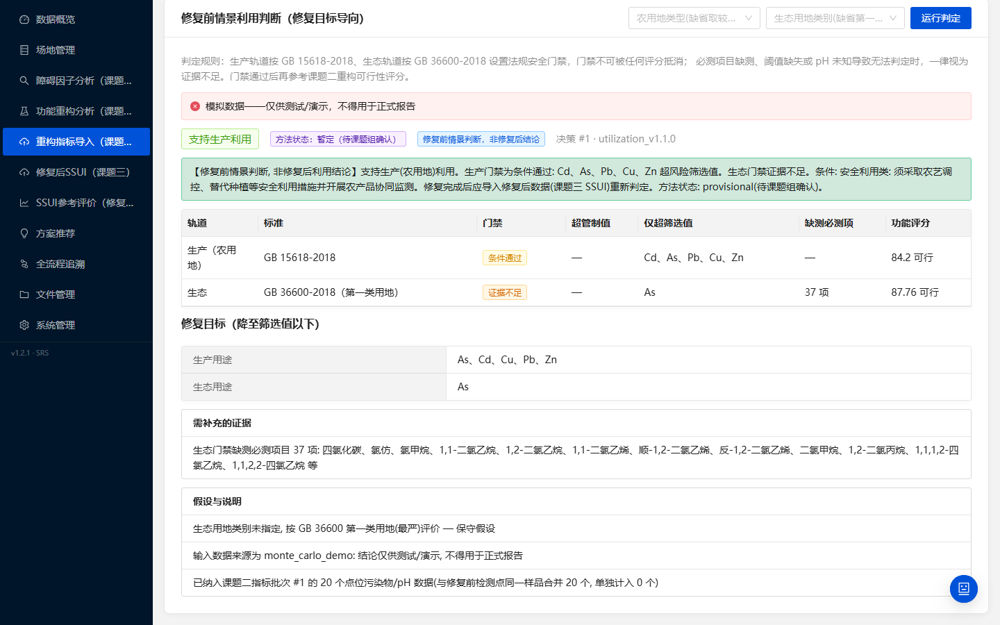 数据概览
场地管理
障碍因子分析（课题...
功能重构分析（课题...
重构指标导入（课题...
修复后SSUI（课题三）
SSUI参考评价（修复...
方案推荐
全流程追溯
文件管理
系统管理
v1.2.1 · SRS
修复前情景利用判断（修复目标导向）
农用地类型(缺省取较...
生态用地类别(缺省第一...
运行判定
判定规则：生产轨道按 GB 15618-2018、生态轨道按 GB 36600-2018 设置法规安全门禁，门禁不可被任何评分抵消； 必测项目缺测、阈值缺失或 pH 未知导致无法判定时，一律视为
证据不足。门禁通过后再参考课题二重构可行性评分。
模拟数据——仅供测试/演示，不得用于正式报告
支持生产利用
方法状态：暂定（待课题组确认）
修复前情景判断，非修复后结论
决策 #1 · utilization_v1.1.0
【修复前情景判断, 非修复后利用结论】支持生产(农用地)利用。生产门禁为条件通过: Cd、As、Pb、Cu、Zn 超风险筛选值。生态门禁证据不足。条件: 安全利用类: 须采取农艺调
控、替代种植等安全利用措施并开展农产品协同监测。修复完成后应导入修复后数据(课题三 SSUI)重新判定。方法状态: provisional(待课题组确认)。
轨道 标准 门禁 超管制值 仅超筛选值 缺测必测项 功能评分
生产（农用
地） GB 15618-2018 条件通过 — Cd、As、Pb、Cu、Zn — 84.2 可行
生态 GB 36600-2018（第一类用地） 证据不足 — As 37 项 87.76 可行
修复目标（降至筛选值以下）
生产用途 As、Cd、Cu、Pb、Zn
生态用途 As
需补充的证据
生态门禁缺测必测项目 37 项: 四氯化碳、氯仿、氯甲烷、1,1-二氯乙烷、1,2-二氯乙烷、1,1-二氯乙烯、顺-1,2-二氯乙烯、反-1,2-二氯乙烯、二氯甲烷、1,2-二氯丙烷、1,1,1,2-四
氯乙烷、1,1,2,2-四氯乙烷 等
假设与说明
生态用地类别未指定, 按 GB 36600 第一类用地(最严)评价 — 保守假设
输入数据来源为 monte_carlo_demo: 结论仅供测试/演示, 不得用于正式报告
已纳入课题二指标批次 #1 的 20 个点位污染物/pH 数据(与修复前检测点同一样品合并 20 个, 单独计入 0 个)